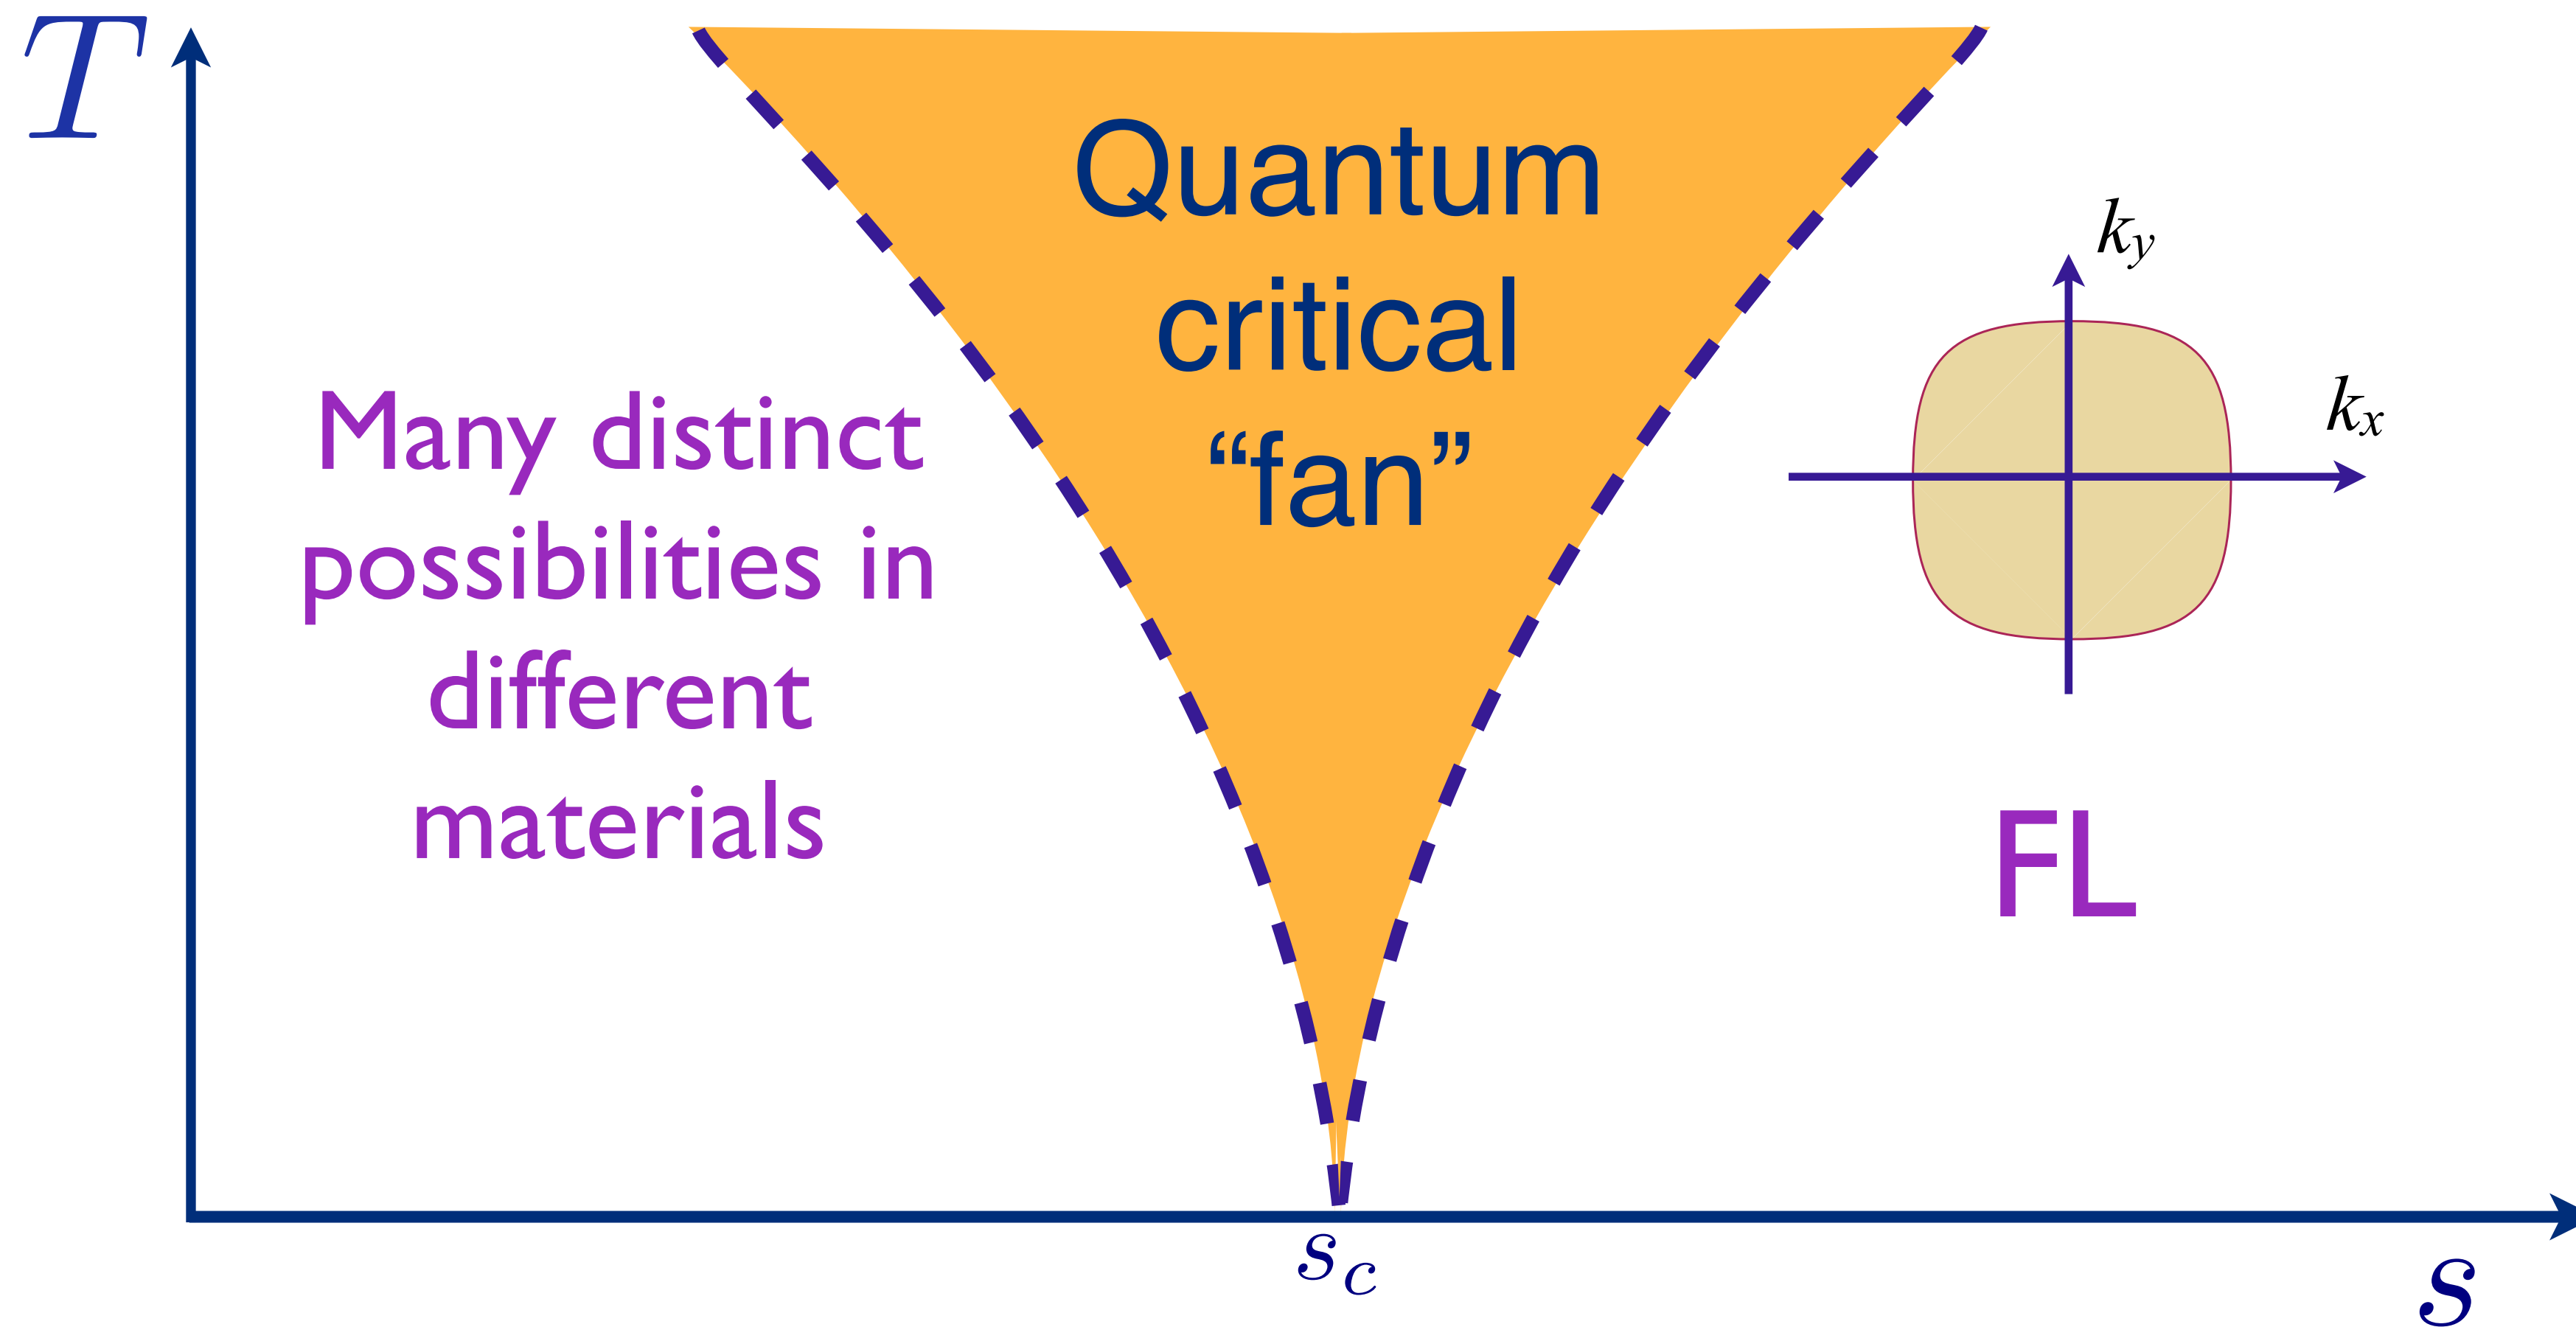 T
Quantum
critical
“fan”
Many distinct
possibilities in
different
materials
k_y
k_x
FL
s_c
s